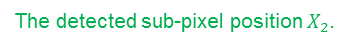 The detected sub-pixel position X₂.